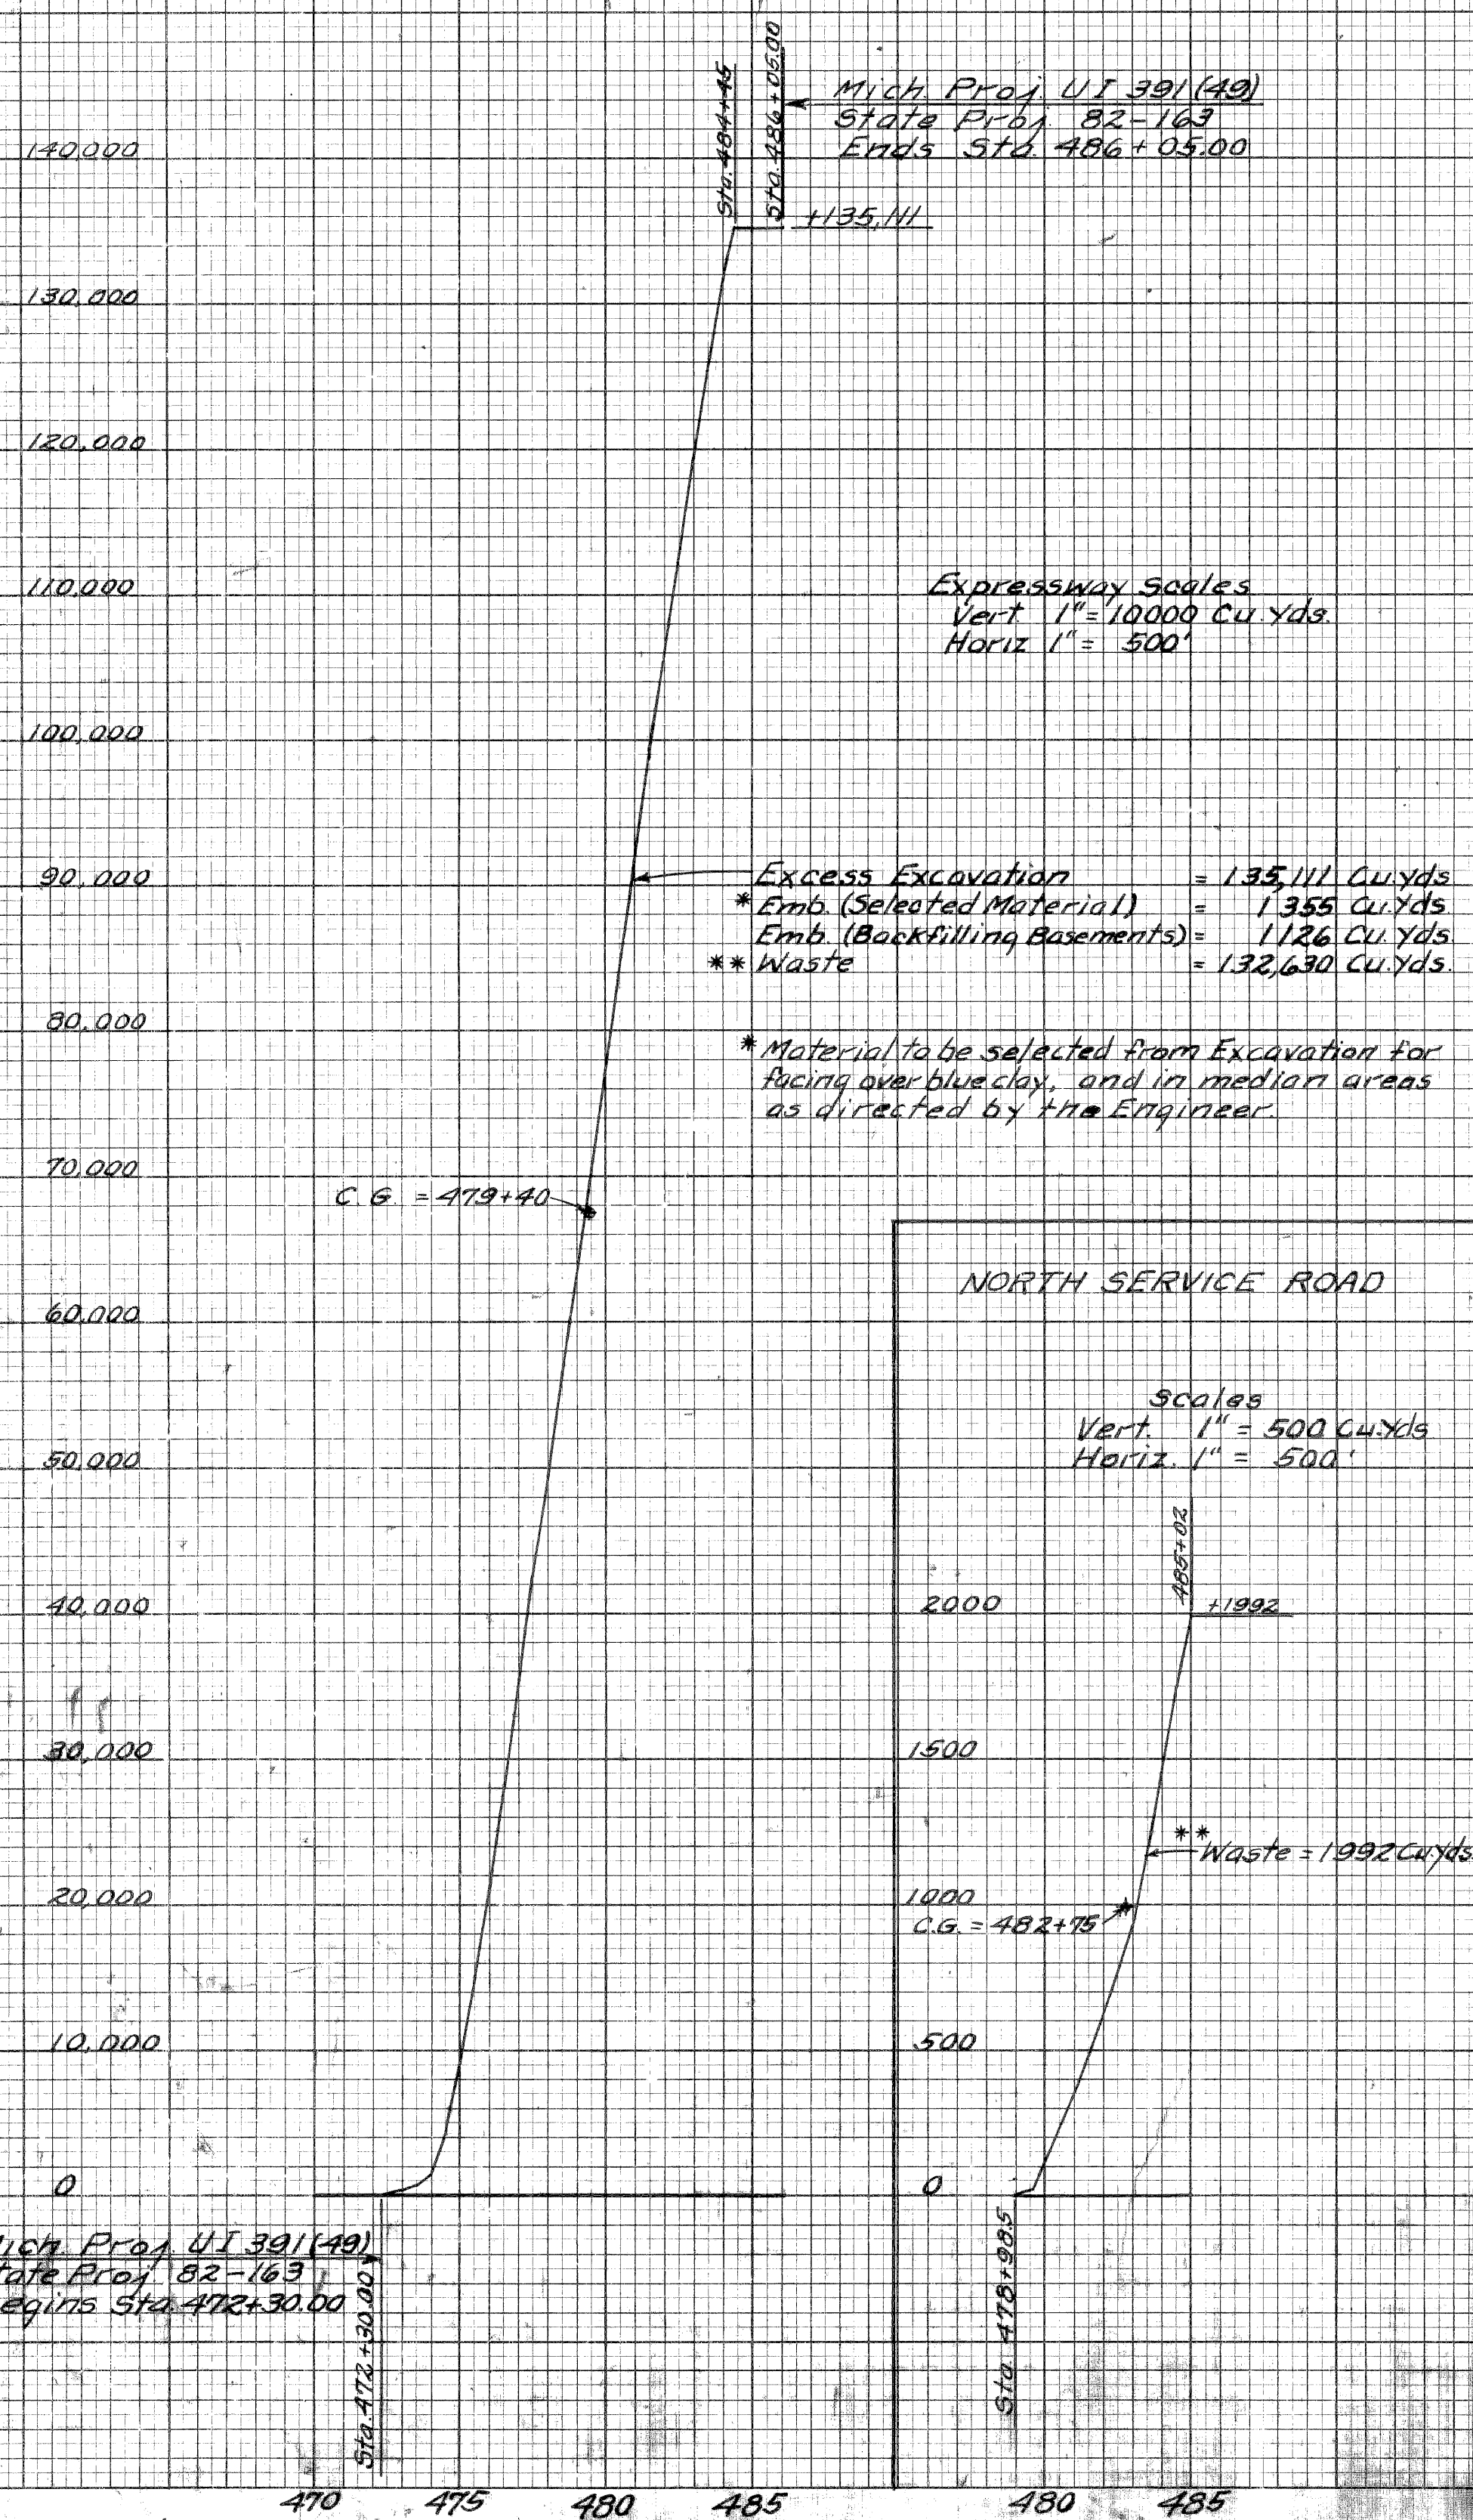 Sta. 484+45
Sta. 486+05.00
Mich. Proj. UI 391(49)
State Proj. 82-163
Ends Sta. 486+05.00
+135,111
140,000
130,000
120,000
110,000
100,000
90,000
80,000
70,000
60,000
50,000
40,000
30,000
20,000
10,000
0
Expressway Scales
Vert. 1"= 10000 Cu.Yds.
Horiz 1"= 500'
Excess Excavation = 135,111 Cu.yds
* Emb. (Selected Material) = 1355 Cu.Yds.
Emb. (Backfilling Basements) = 1126 Cu.Yds
** Waste = 132,630 Cu.Yds.
* Material to be selected from Excavation for
facing over blue clay, and in median areas
as directed by the Engineer.
C.G. = 479+40
NORTH SERVICE ROAD
Scales
Vert. 1" = 500 Cu.Yds
Horiz. 1" = 500'
485+02
+1992
2000
1500
1000
500
0
**
Waste = 1992 Cu.Yds.
C.G. = 482+75
Sta. 478+98.5
ich. Proj. UI 391(49)
tate Proj. 82-163
egins Sta. 472+30.00
Sta. 472+30.00
470 475 480 485
480 485